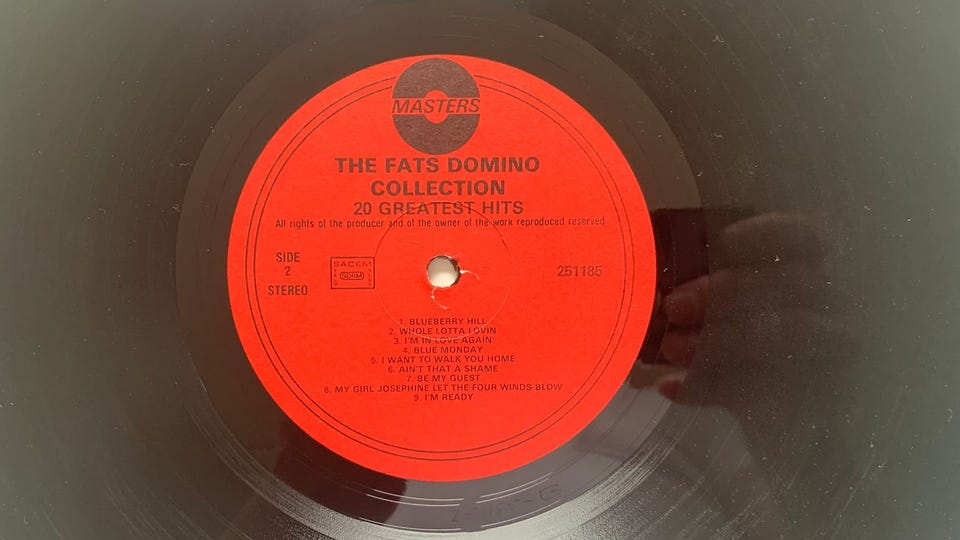 MASTERS
THE FATS DOMINO
COLLECTION
20 GREATEST HITS
All rights of the producer and of the owner of the work reproduced reserved
SIDE
2
STEREO
SACEM
SDRM
251185
1. BLUEBERRY HILL
2. WHOLE LOTTA LOVIN
3. I'M IN LOVE AGAIN
4. BLUE MONDAY
5. I WANT TO WALK YOU HOME
6. AIN'T THAT A SHAME
7. BE MY GUEST
8. MY GIRL JOSEPHINE LET THE FOUR WINDS BLOW
9. I'M READY